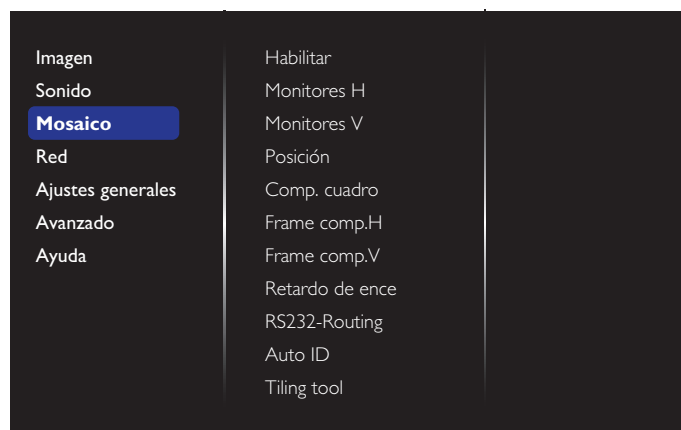 Imagen
Sonido
Mosaico
Red
Ajustes generales
Avanzado
Ayuda
Habilitar
Monitores H
Monitores V
Posición
Comp. cuadro
Frame comp.H
Frame comp.V
Retardo de ence
RS232-Routing
Auto ID
Tiling tool